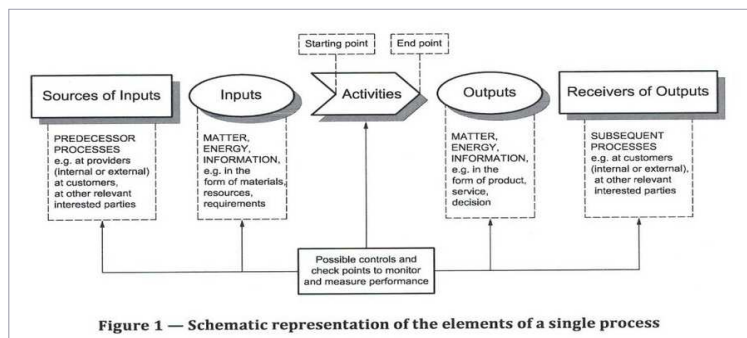 Starting point
End point
Sources of Inputs
Inputs
Activities
Outputs
Receivers of Outputs
PREDECESSOR
PROCESSES
e.g. at providers
(internal or external)
at customers,
at other relevant
interested parties
MATTER,
ENERGY,
INFORMATION,
e.g. in the
form of materials,
resources,
requirements
MATTER,
ENERGY,
INFORMATION,
e.g. in the
form of product,
service,
decision
SUBSEQUENT
PROCESSES
e.g. at customers
(internal or external),
at other relevant
interested parties
Possible controls and
check points to monitor
and measure performance
Figure 1 — Schematic representation of the elements of a single process